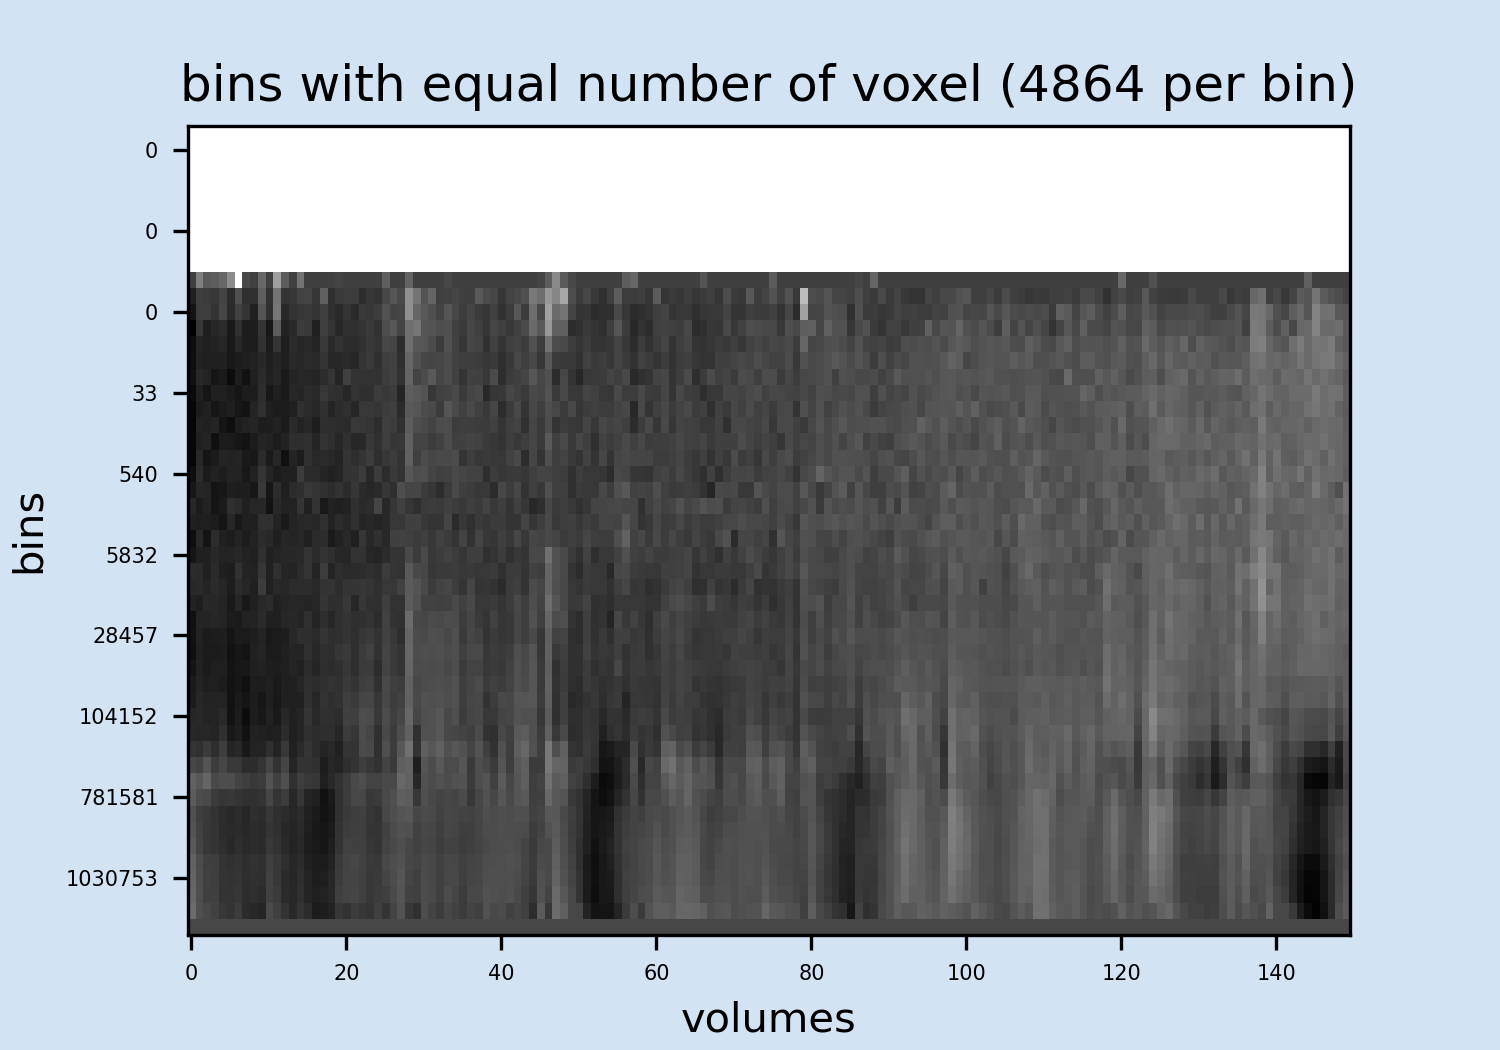 bins with equal number of voxel (4864 per bin)
0
0
0
33
540
5832
28457
104152
781581
1030753
bins
0 20 40 60 80 100 120 140
volumes